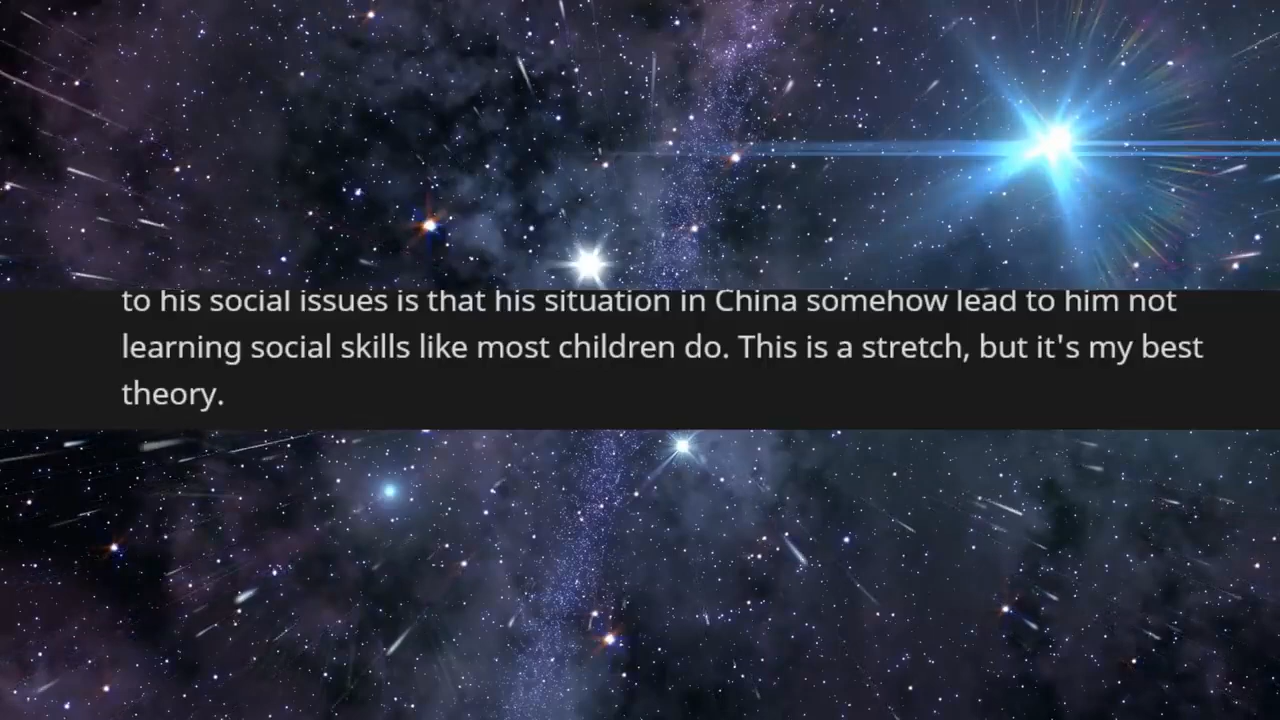 to his social issues is that his situation in China somehow lead to him not
learning social skills like most children do. This is a stretch, but it's my best
theory.